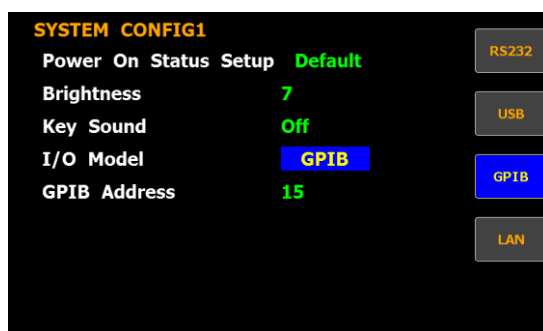 SYSTEM CONFIG1
Power On Status Setup Default
Brightness 7
Key Sound Off
I/O Model GPIB
GPIB Address 15
RS232
USB
GPIB
LAN